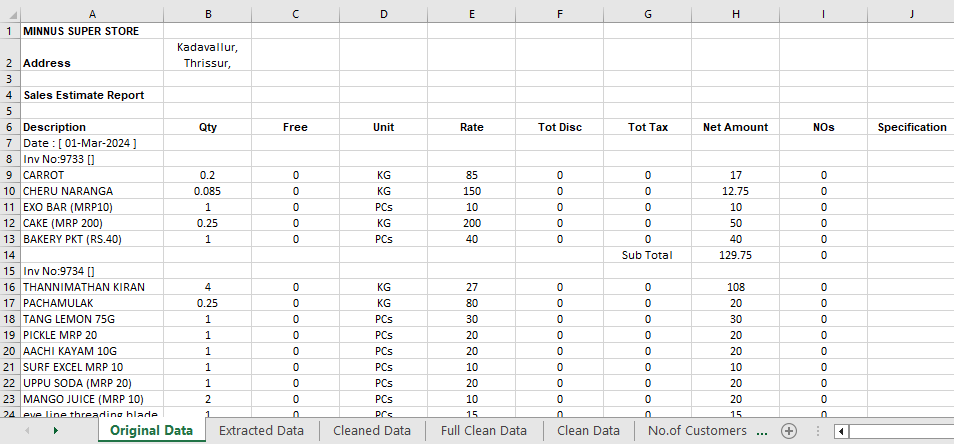 A B C D E F G H I J
1 MINNUS SUPER STORE
Kadavallur,
2 Address Thrissur,
3
4 Sales Estimate Report
5
6 Description Qty Free Unit Rate Tot Disc Tot Tax Net Amount NOs Specification
7 Date : [ 01-Mar-2024 ]
8 Inv No:9733 []
9 CARROT 0.2 0 KG 85 0 0 17 0
10 CHERU NARANGA 0.085 0 KG 150 0 0 12.75 0
11 EXO BAR (MRP10) 1 0 PCs 10 0 0 10 0
12 CAKE (MRP 200) 0.25 0 KG 200 0 0 50 0
13 BAKERY PKT (RS.40) 1 0 PCs 40 0 0 40 0
14 Sub Total 129.75 0
15 Inv No:9734 []
16 THANNIMATHAN KIRAN 4 0 KG 27 0 0 108 0
17 PACHAMULAK 0.25 0 KG 80 0 0 20 0
18 TANG LEMON 75G 1 0 PCs 30 0 0 30 0
19 PICKLE MRP 20 1 0 PCs 20 0 0 20 0
20 AACHI KAYAM 10G 1 0 PCs 20 0 0 20 0
21 SURF EXCEL MRP 10 1 0 PCs 10 0 0 10 0
22 UPPU SODA (MRP 20) 1 0 PCs 20 0 0 20 0
23 MANGO JUICE (MRP 10) 2 0 PCs 10 0 0 20 0
24 eye line threading blade 1 0 PCs 15 0 0 15 0
Original Data Extracted Data Cleaned Data Full Clean Data Clean Data No.of Customers ...